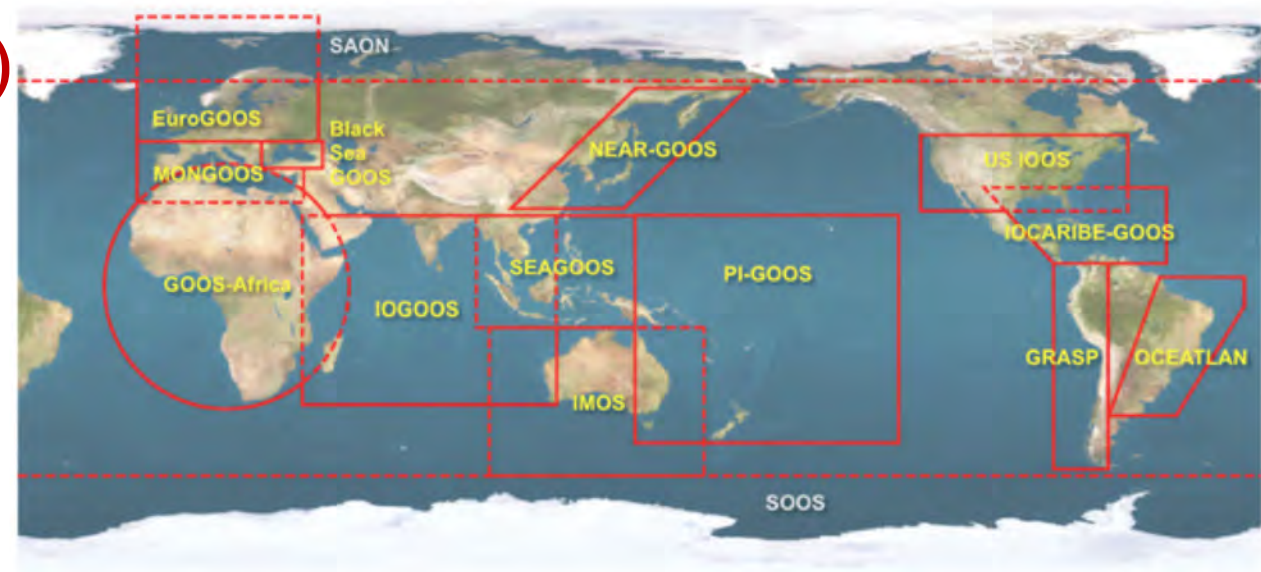 )
SAON
EuroGOOS
Black
Sea
GOOS
MONGOOS
NEAR-GOOS
US IOOS
IOCARIBE-GOOS
GOOS-Africa
SEAGOOS
PI-GOOS
IOGOOS
GRASP
OCEATLAN
IMOS
SOOS